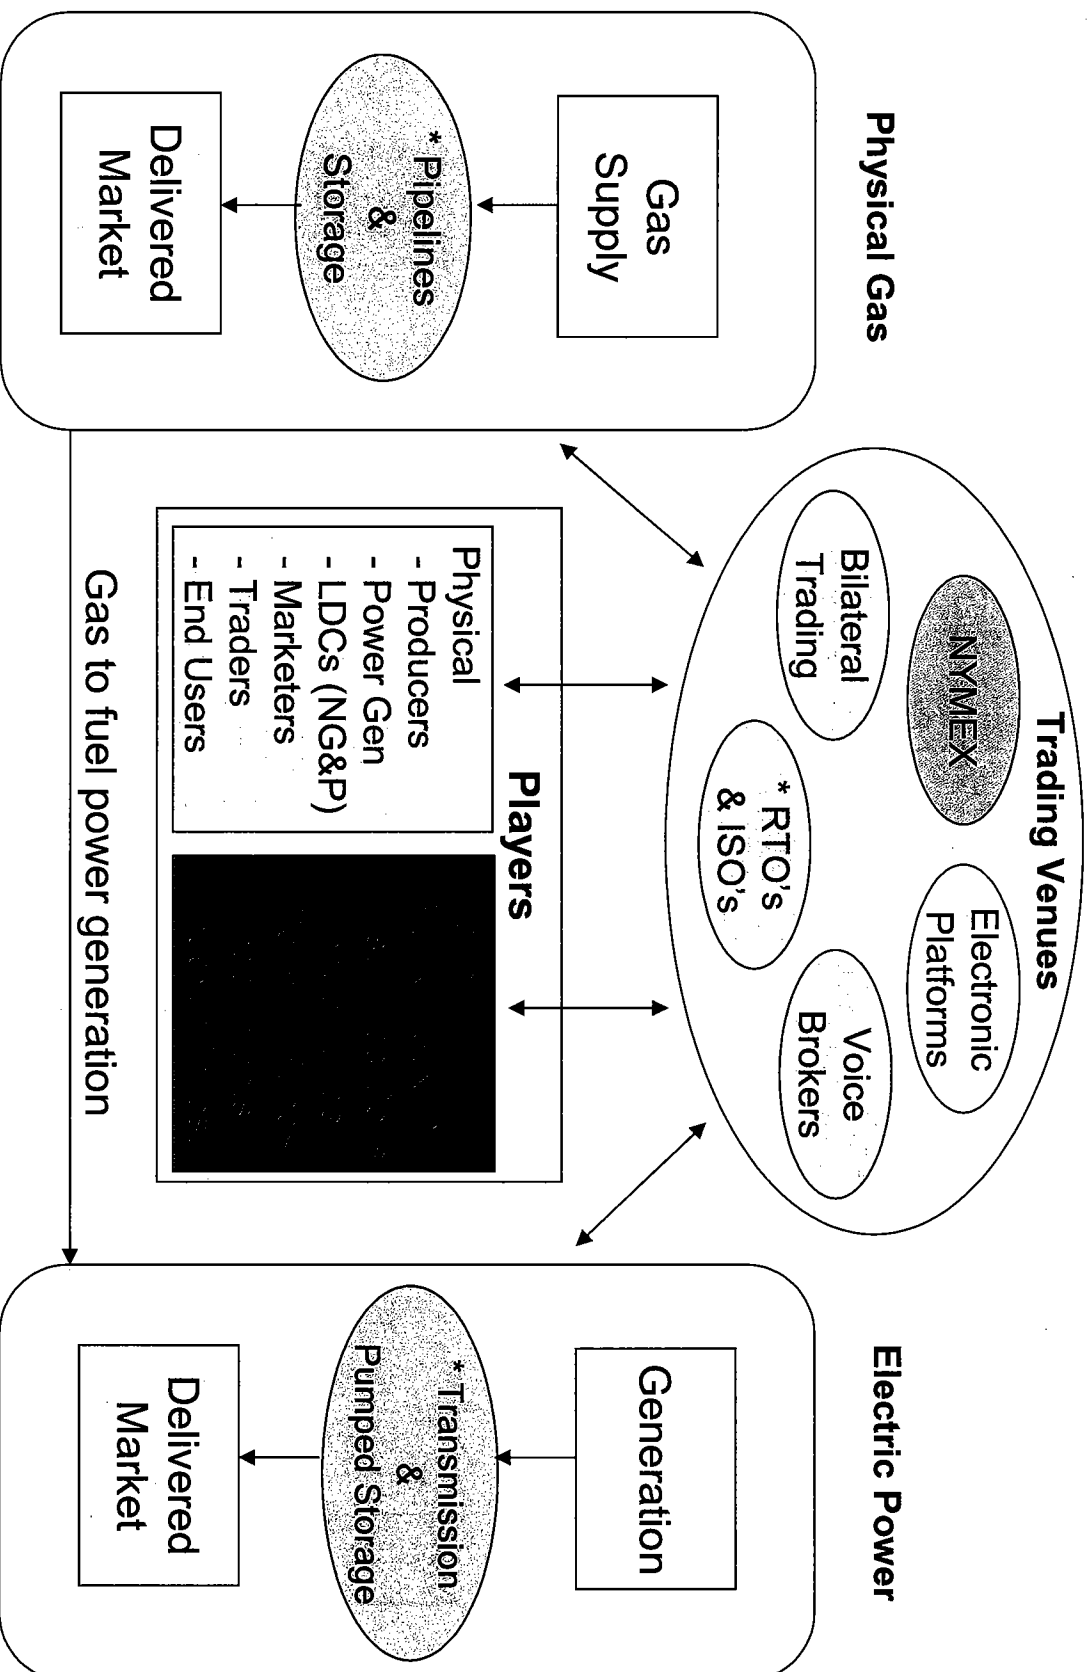 Physical Gas
Gas
Supply
* Pipelines
&
Storage
Delivered
Market
Trading Venues
NYMEX
Electronic
Platforms
Bilateral
Trading
Voice
Brokers
* RTO's
& ISO's
Players
Physical
- Producers
- Power Gen
- LDCs (NG&P)
- Marketers
- Traders
- End Users
Gas to fuel power generation
Electric Power
Generation
* Transmission
&
Pumped Storage
Delivered
Market